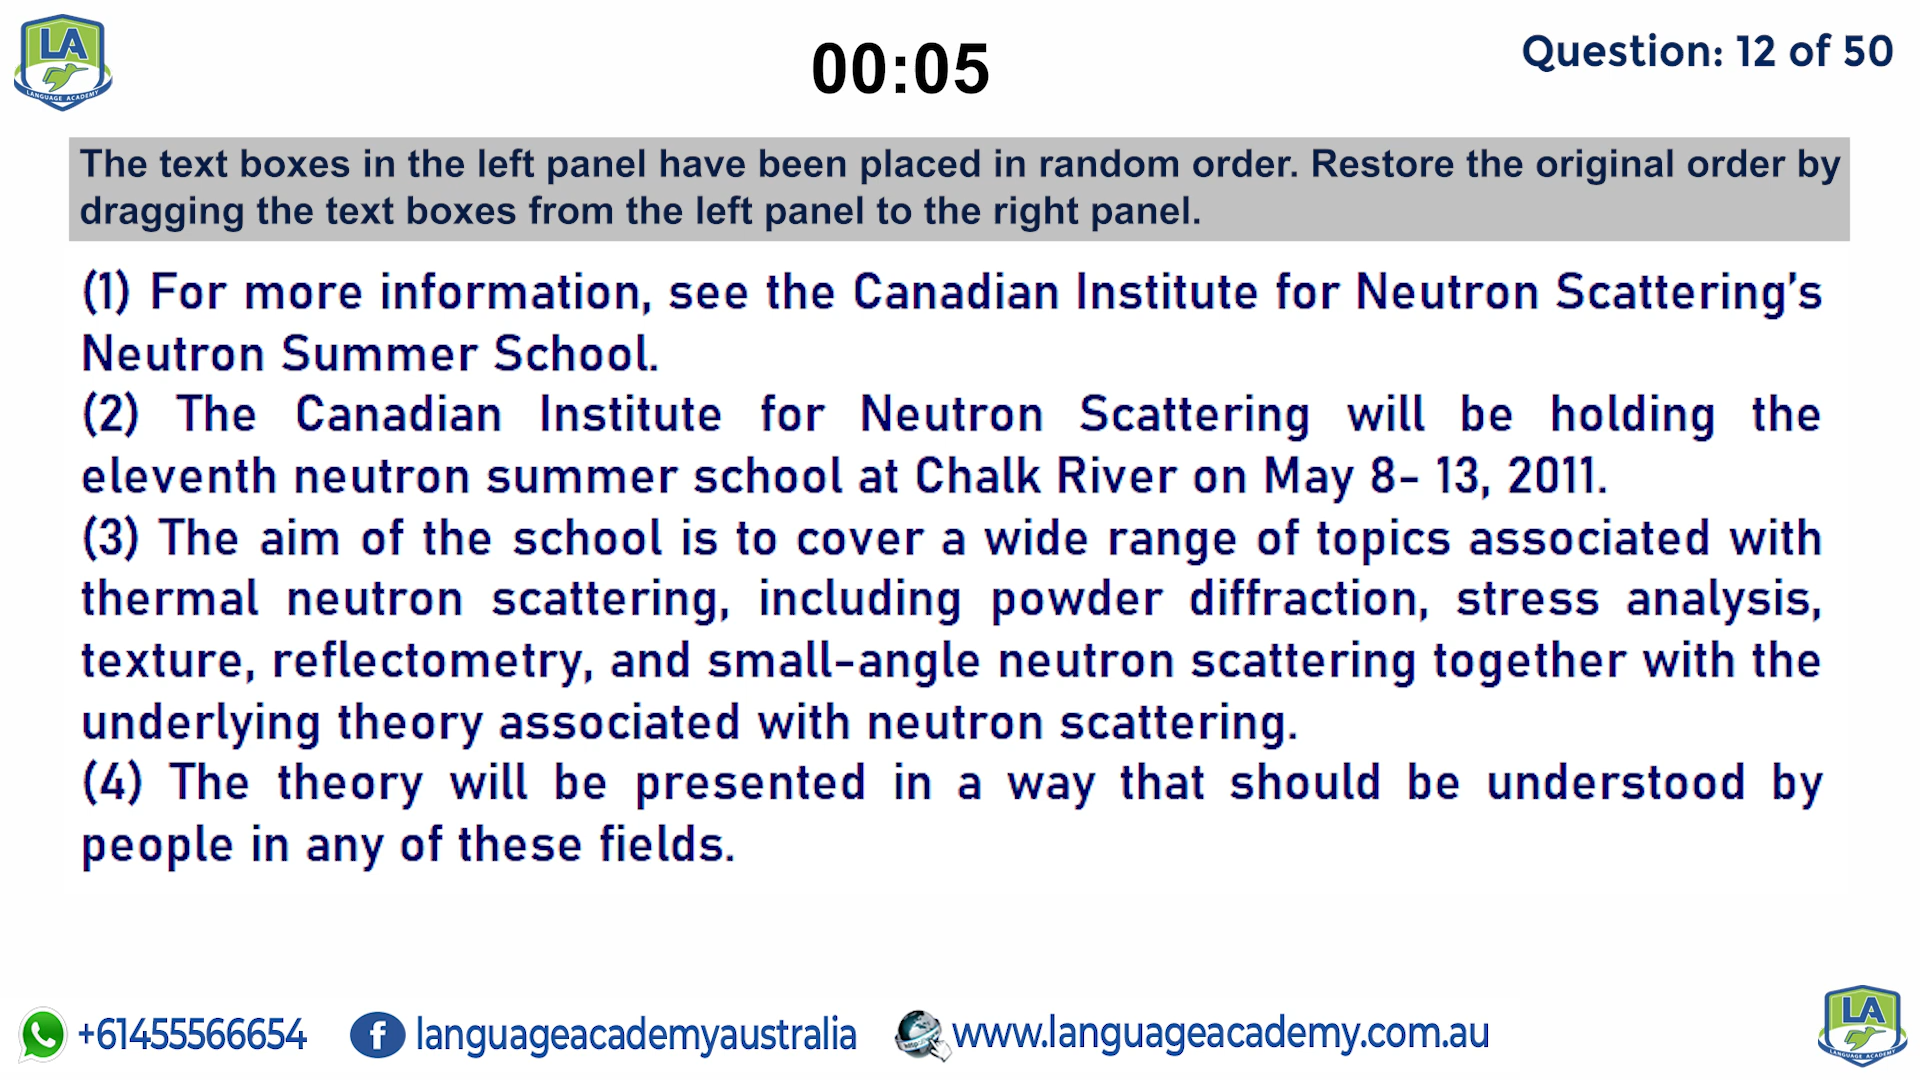 LA
LANGUAGE ACADEMY
00:05
Question: 12 of 50
The text boxes in the left panel have been placed in random order. Restore the original order by
dragging the text boxes from the left panel to the right panel.
(1) For more information, see the Canadian Institute for Neutron Scattering's
Neutron Summer School.
(2) The Canadian Institute for Neutron Scattering will be holding the
eleventh neutron summer school at Chalk River on May 8- 13, 2011.
(3) The aim of the school is to cover a wide range of topics associated with
thermal neutron scattering, including powder diffraction, stress analysis,
texture, reflectometry, and small-angle neutron scattering together with the
underlying theory associated with neutron scattering.
(4) The theory will be presented in a way that should be understood by
people in any of these fields.
+61455566654
f languageacademyaustralia
http:// www.languageacademy.com.au
LA
LANGUAGE ACADEMY